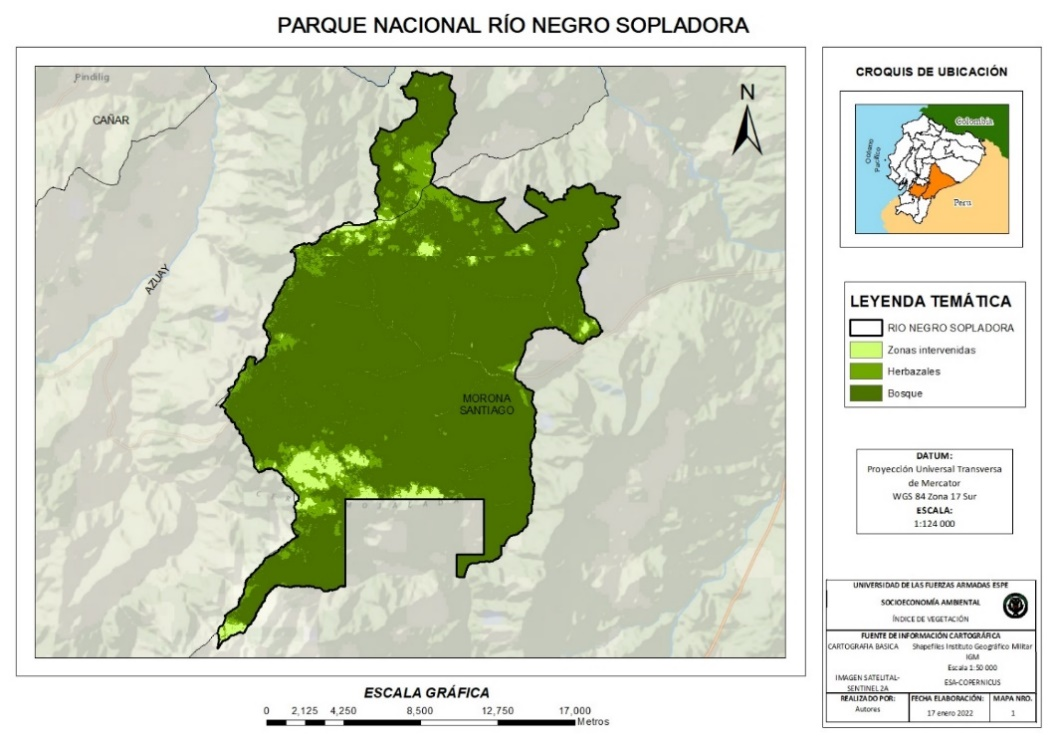 PARQUE NACIONAL RÍO NEGRO SOPLADORA
Pindilig
CAÑAR
AZUAY
MORONA
SANTIAGO
N
ESCALA GRÁFICA
0 2,125 4,250 8,500 12,750 17,000
Metros
CROQUIS DE UBICACIÓN
Colombia
Océano
Pacífico
Peru
LEYENDA TEMÁTICA
RIO NEGRO SOPLADORA
Zonas intervenidas
Herbazales
Bosque
DATUM:
Proyección Universal Transversa
de Mercator
WGS 84 Zona 17 Sur
ESCALA:
1:124 000
UNIVERSIDAD DE LAS FUERZAS ARMADAS ESPE
SOCIOECONOMÍA AMBIENTAL
ÍNDICE DE VEGETACIÓN
FUENTE DE INFORMACIÓN CARTOGRÁFICA
CARTOGRAFIA BASICA Shapefiles Instituto Geográfico Militar
IGM
Escala 1:50 000
IMAGEN SATELITAL- ESA-COPERNICUS
SENTINEL 2A
REALIZADO POR: FECHA ELABORACIÓN: MAPA NRO.
Autores 17 enero 2022 1